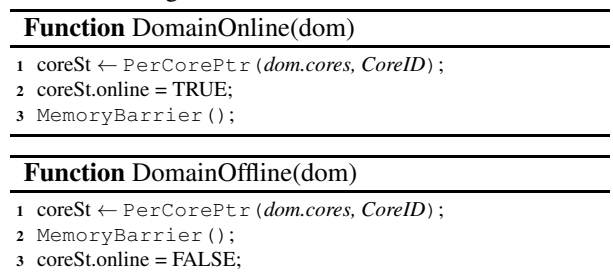 Function DomainOnline(dom)
1 coreSt ← PerCorePtr(dom.cores, CoreID);
2 coreSt.online = TRUE;
3 MemoryBarrier();
Function DomainOffline(dom)
1 coreSt ← PerCorePtr(dom.cores, CoreID);
2 MemoryBarrier();
3 coreSt.online = FALSE;